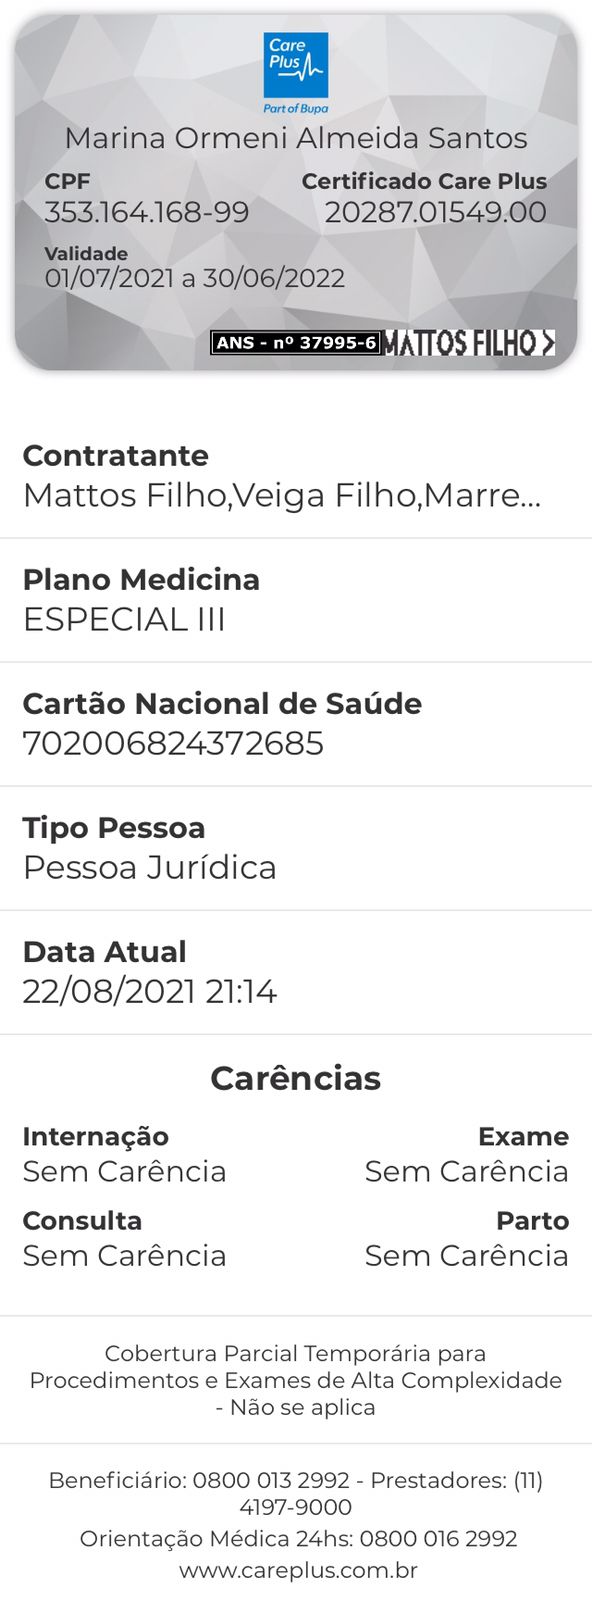 Care
Plus
Part of Bupa
Marina Ormeni Almeida Santos
CPF Certificado Care Plus
353.164.168-99 20287.01549.00
Validade
01/07/2021 a 30/06/2022
ANS - nº 37995-6 MATTOS FILHO
Contratante
Mattos Filho,Veiga Filho,Marre...
Plano Medicina
ESPECIAL III
Cartão Nacional de Saúde
702006824372685
Tipo Pessoa
Pessoa Jurídica
Data Atual
22/08/2021 21:14
Carências
Internação Exame
Sem Carência Sem Carência
Consulta Parto
Sem Carência Sem Carência
Cobertura Parcial Temporária para
Procedimentos e Exames de Alta Complexidade
- Não se aplica
Beneficiário: 0800 013 2992 - Prestadores: (11)
4197-9000
Orientação Médica 24hs: 0800 016 2992
www.careplus.com.br